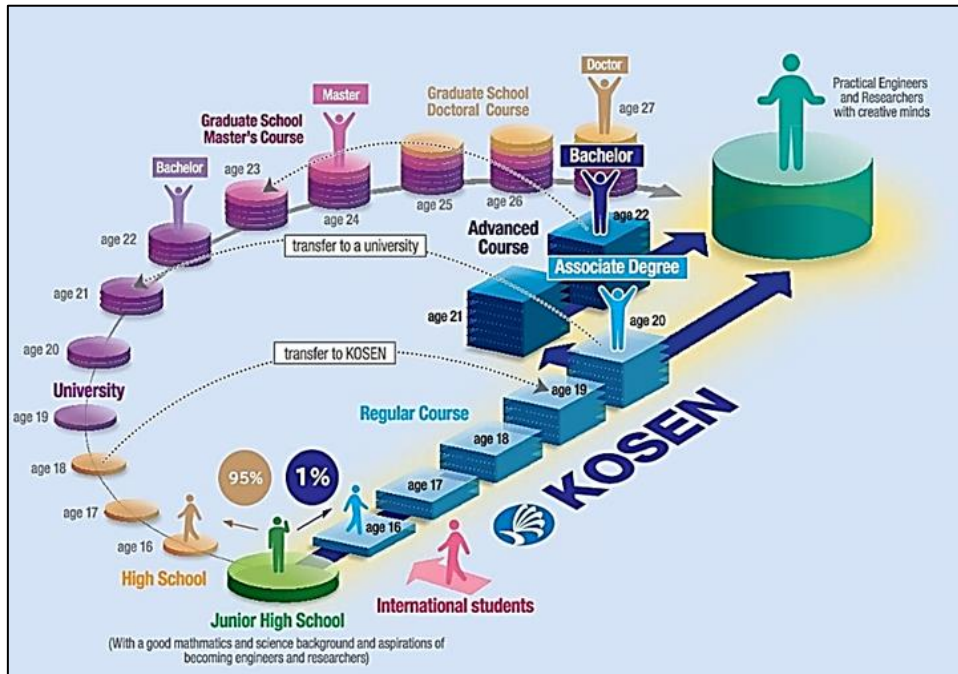 Doctor
Graduate School
Doctoral Course
age 27
Master
Graduate School
Master's Course
age 23
Bachelor
age 24
age 25
age 26
age 22
Practical Engineers
and Researchers
with creative minds
Bachelor
age 22
Advanced
Course
transfer to a university
Associate Degree
age 21
age 21
age 20
age 20
transfer to KOSEN
University
age 19
age 19
Regular Course
age 18
age 18
KOSEN
95%
1%
age 17
age 17
age 16
age 16
High School
Junior High School
International students
(With a good mathmatics and science background and aspirations of
becoming engineers and researchers)